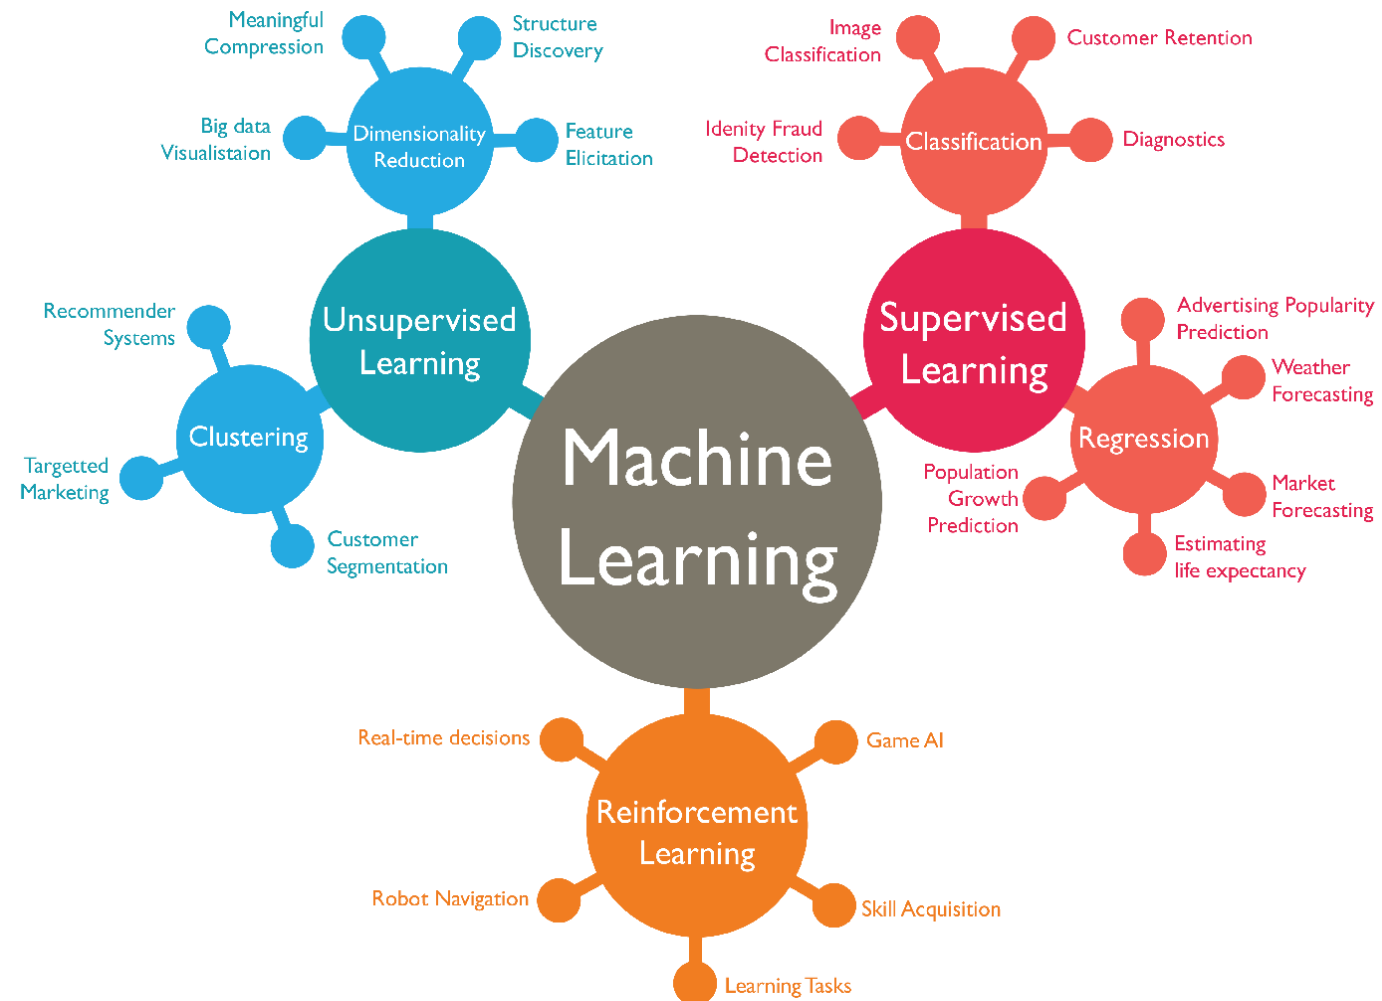 Meaningful
Compression
Structure
Discovery
Big data
Visualistaion
Dimensionality
Reduction
Feature
Elicitation
Image
Classification
Customer Retention
Idenity Fraud
Detection
Classification
Diagnostics
Unsupervised
Learning
Recommender
Systems
Clustering
Targetted
Marketing
Customer
Segmentation
Supervised
Learning
Advertising Popularity
Prediction
Weather
Forecasting
Regression
Population
Growth
Prediction
Market
Forecasting
Estimating
life expectancy
Machine
Learning
Real-time decisions
Game AI
Reinforcement
Learning
Robot Navigation
Skill Acquisition
Learning Tasks